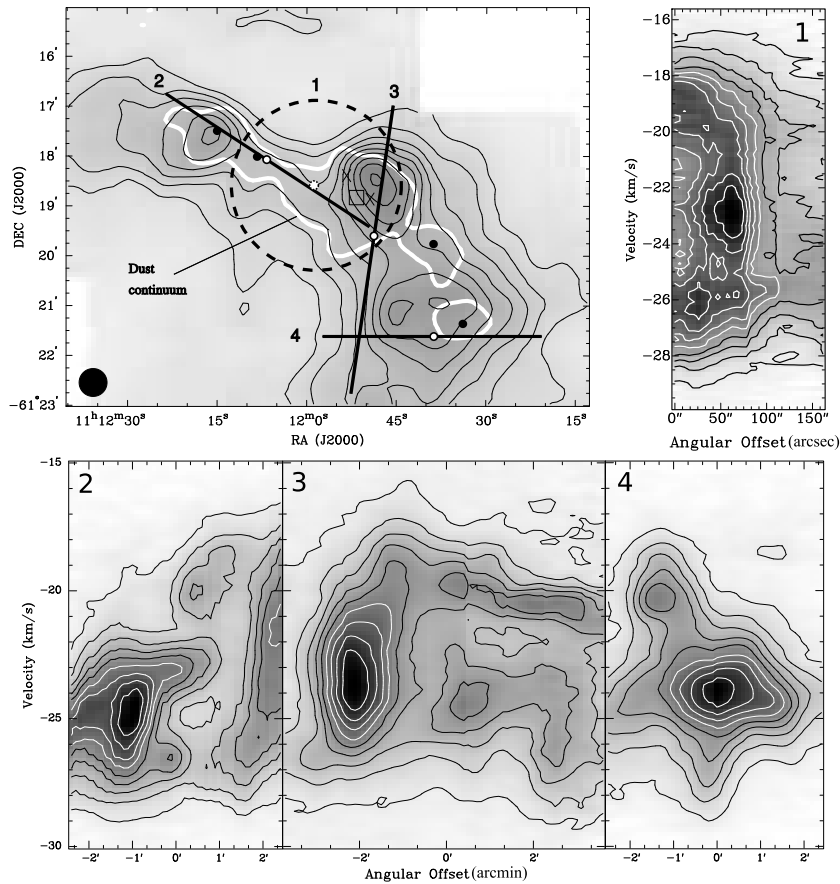 16′
17′
18′
19′
20′
21′
22′
-61°23′
DEC (J2000)
2
1
3
4
Dust
continuum
11h12m30s
15s
12m0s
45s
30s
15s
RA (J2000)
1
-16
-18
-20
-22
-24
-26
-28
Velocity (km/s)
0″
50″
100″
150″
Angular Offset (arcsec)
2
3
4
-15
-20
-25
-30
Velocity (km/s)
-2′ -1′ 0′ 1′ 2′
-2′ 0′ 2′
-2′ -1′ 0′ 1′ 2′
Angular Offset (arcmin)